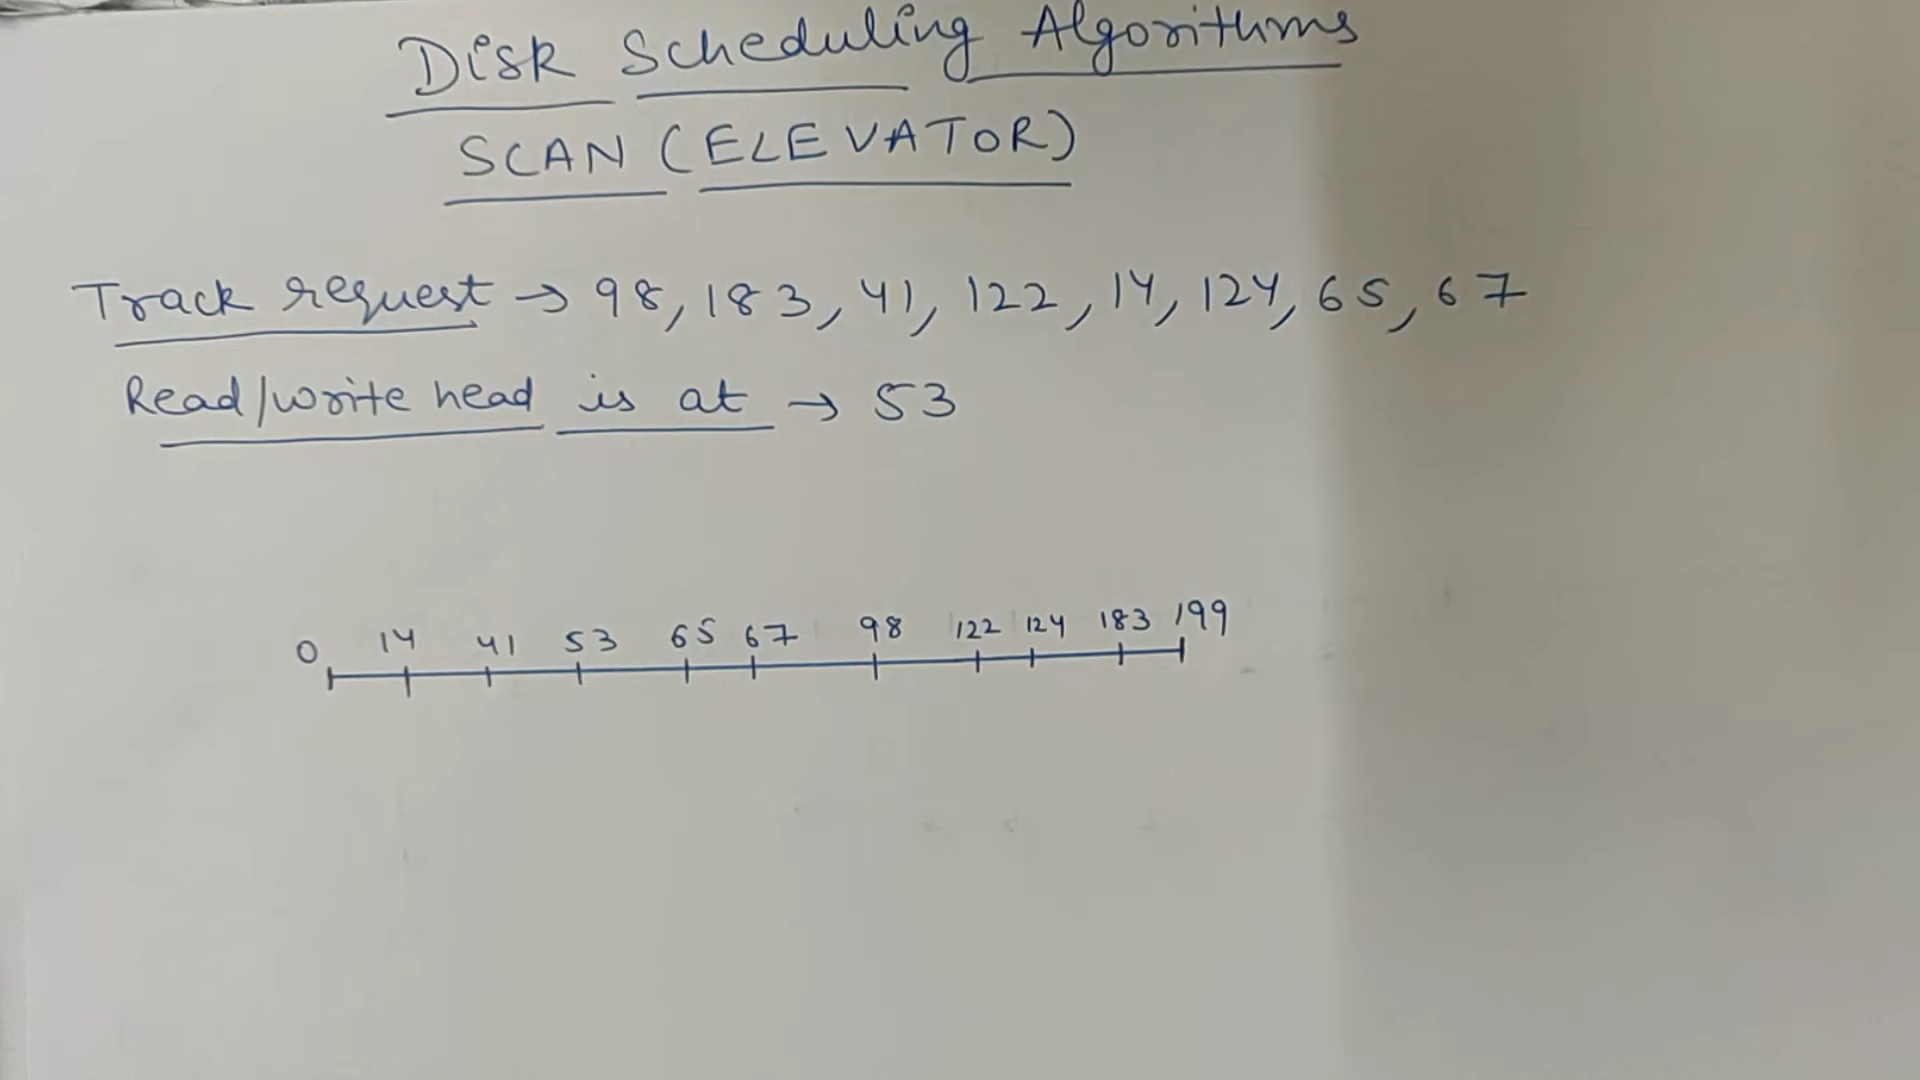 Disk Scheduling Algorithms
SCAN (ELEVATOR)
Track request → 98, 183, 41, 122, 14, 124, 65, 67
Read/write head is at → 53
0 14 41 53 65 67 98 122 124 183 199